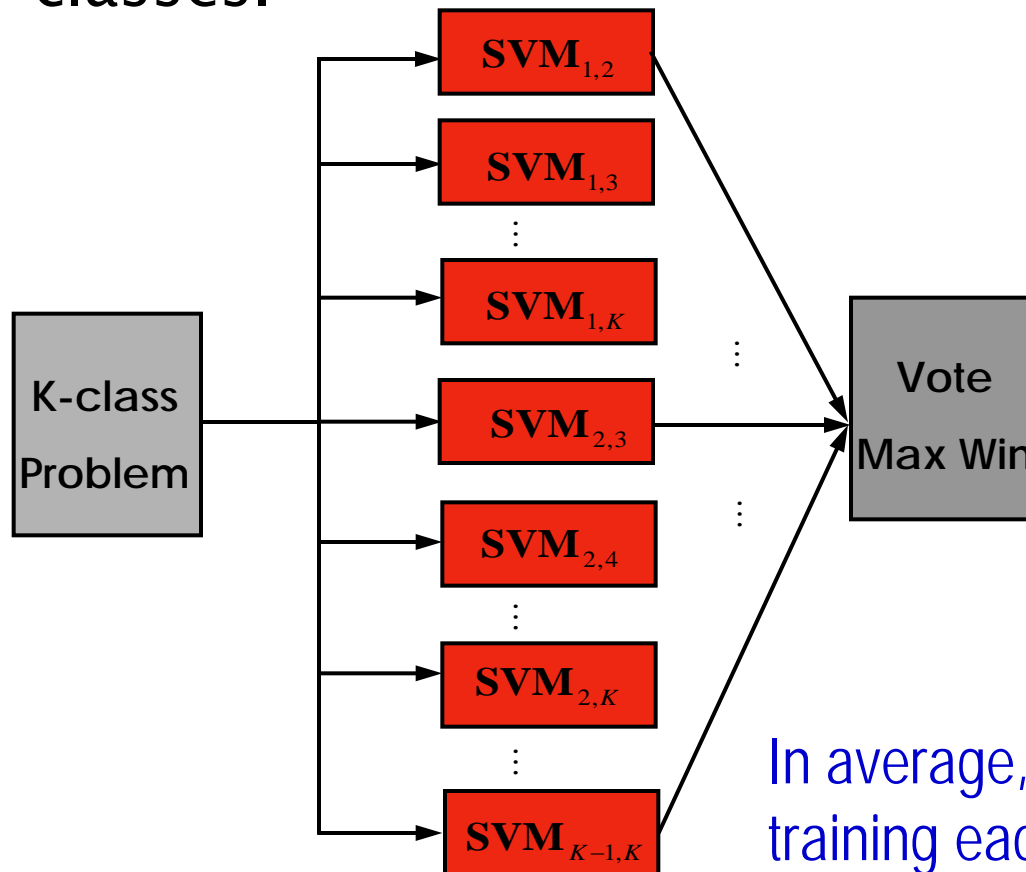 classes.
SVM1,2
SVM1,3
⋮
SVM1,K
⋮
K-class
Problem
SVM2,3
Vote
Max Win
⋮
SVM2,4
⋮
SVM2,K
⋮
SVMK−1,K
In average,
training eac